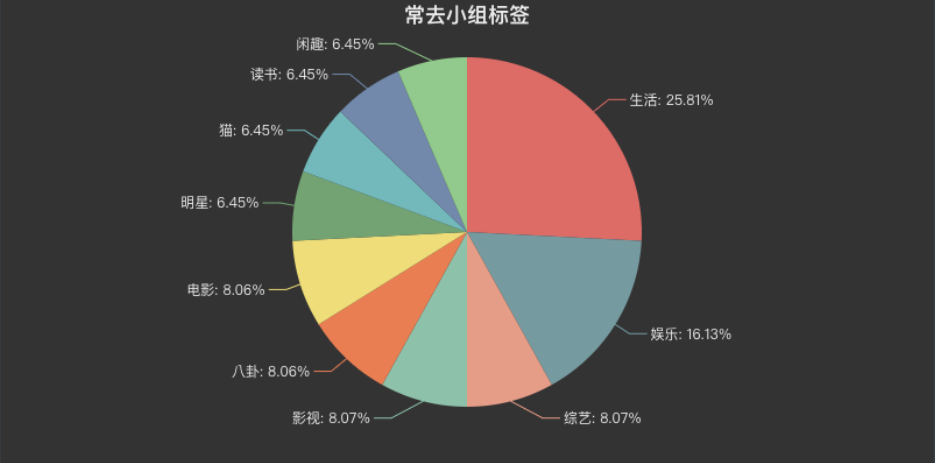 常去小组标签
闲趣: 6.45%
读书: 6.45%
生活: 25.81%
猫: 6.45%
明星: 6.45%
电影: 8.06%
娱乐: 16.13%
八卦: 8.06%
影视: 8.07%
综艺: 8.07%